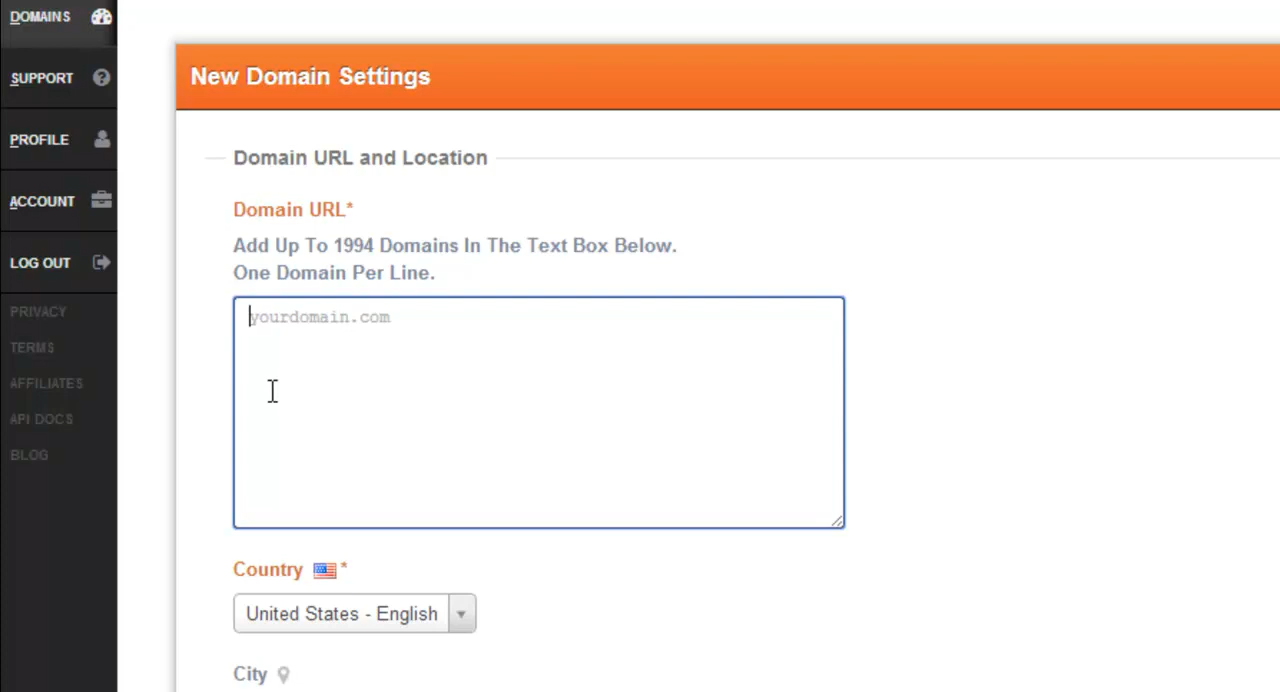 DOMAINS
SUPPORT
PROFILE
ACCOUNT
LOG OUT
PRIVACY
TERMS
AFFILIATES
API DOCS
BLOG
New Domain Settings
Domain URL and Location
Domain URL*
Add Up To 1994 Domains In The Text Box Below.
One Domain Per Line.
yourdomain.com
Country *
United States - English
City